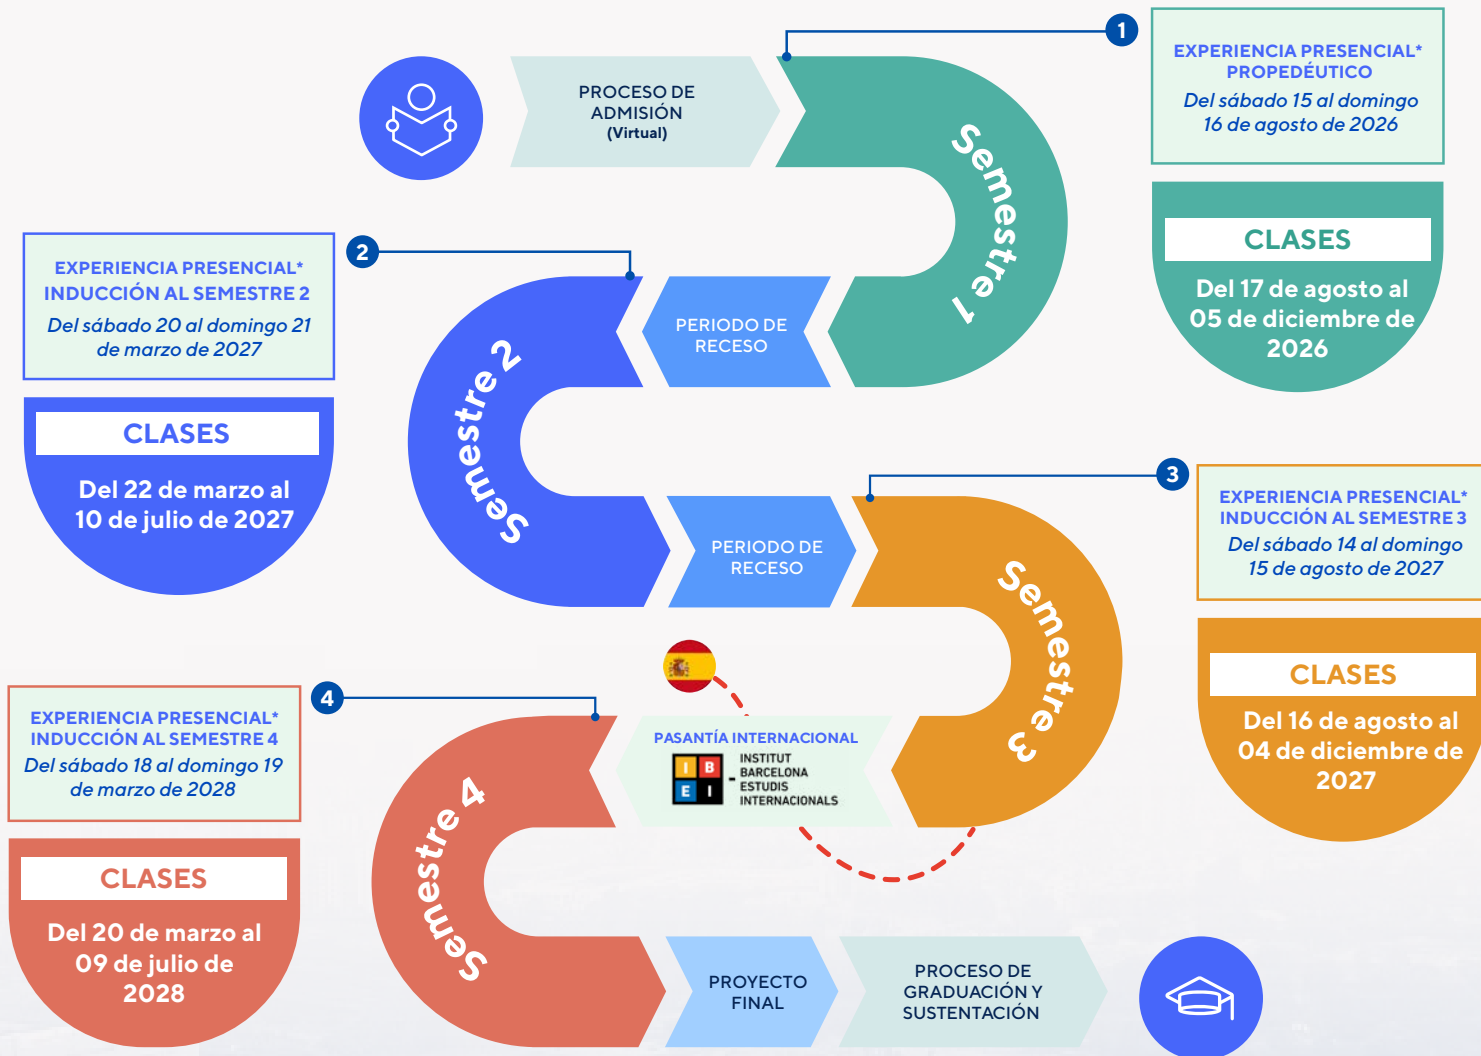 PROCESO DE
ADMISIÓN
(Virtual)
Semestre 1
1
EXPERIENCIA PRESENCIAL*
PROPEDÉUTICO
Del sábado 15 al domingo
16 de agosto de 2026
CLASES
Del 17 de agosto al
05 de diciembre de
2026
PERIODO DE
RECESO
2
EXPERIENCIA PRESENCIAL*
INDUCCIÓN AL SEMESTRE 2
Del sábado 20 al domingo 21
de marzo de 2027
CLASES
Del 22 de marzo al
10 de julio de 2027
Semestre 2
PERIODO DE
RECESO
3
EXPERIENCIA PRESENCIAL*
INDUCCIÓN AL SEMESTRE 3
Del sábado 14 al domingo
15 de agosto de 2027
CLASES
Del 16 de agosto al
04 de diciembre de
2027
Semestre 3
PASANTÍA INTERNACIONAL
I B
E I
- INSTITUT
BARCELONA
ESTUDIS
INTERNACIONALS
4
EXPERIENCIA PRESENCIAL*
INDUCCIÓN AL SEMESTRE 4
Del sábado 18 al domingo 19
de marzo de 2028
CLASES
Del 20 de marzo al
09 de julio de
2028
Semestre 4
PROYECTO
FINAL
PROCESO DE
GRADUACIÓN Y
SUSTENTACIÓN